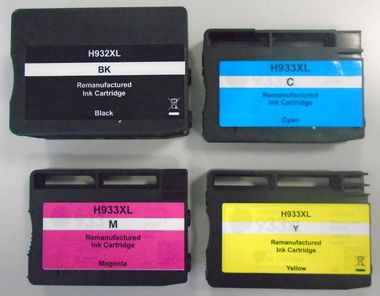 H932XL
BK
Remanufactured
Ink Cartridge
Black
H933XL
C
Remanufactured
Ink Cartridge
Cyan
H933XL
M
Remanufactured
Ink Cartridge
Magenta
H933XL
Y
Remanufactured
Ink Cartridge
Yellow